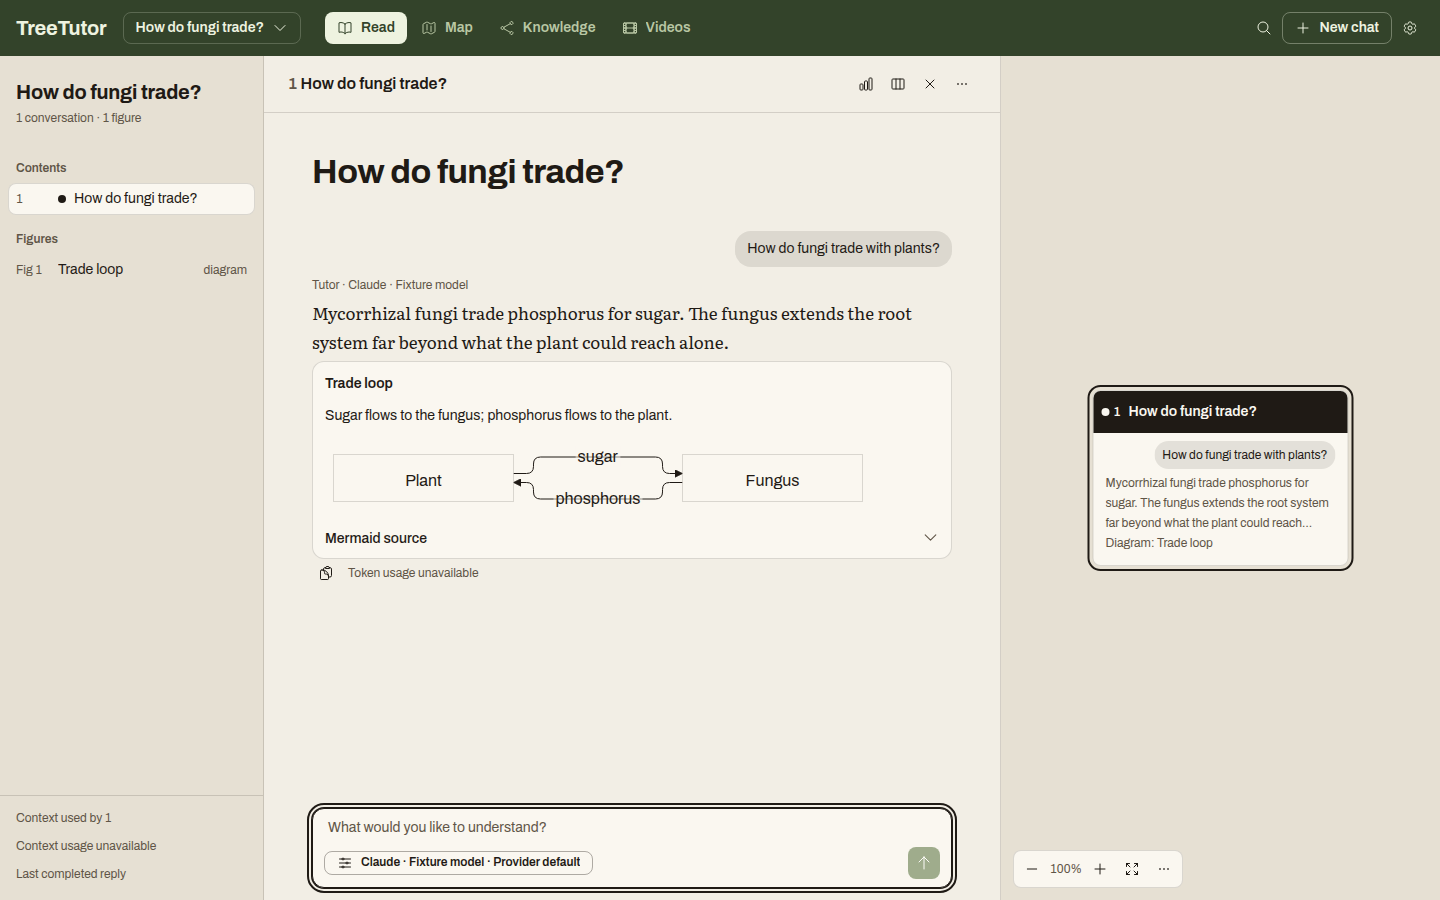 TreeTutor
How do fungi trade?
Read
Map
Knowledge
Videos
New chat
How do fungi trade?
1 conversation · 1 figure
Contents
1 How do fungi trade?
Figures
Fig 1 Trade loop diagram
Context used by 1
Context usage unavailable
Last completed reply
1 How do fungi trade?
How do fungi trade?
How do fungi trade with plants?
Tutor · Claude · Fixture model
Mycorrhizal fungi trade phosphorus for sugar. The fungus extends the root
system far beyond what the plant could reach alone.
Trade loop
Sugar flows to the fungus; phosphorus flows to the plant.
sugar
Plant
Fungus
phosphorus
Mermaid source
Token usage unavailable
What would you like to understand?
Claude · Fixture model · Provider default
1 How do fungi trade?
How do fungi trade with plants?
Mycorrhizal fungi trade phosphorus for
sugar. The fungus extends the root system
far beyond what the plant could reach...
Diagram: Trade loop
100%